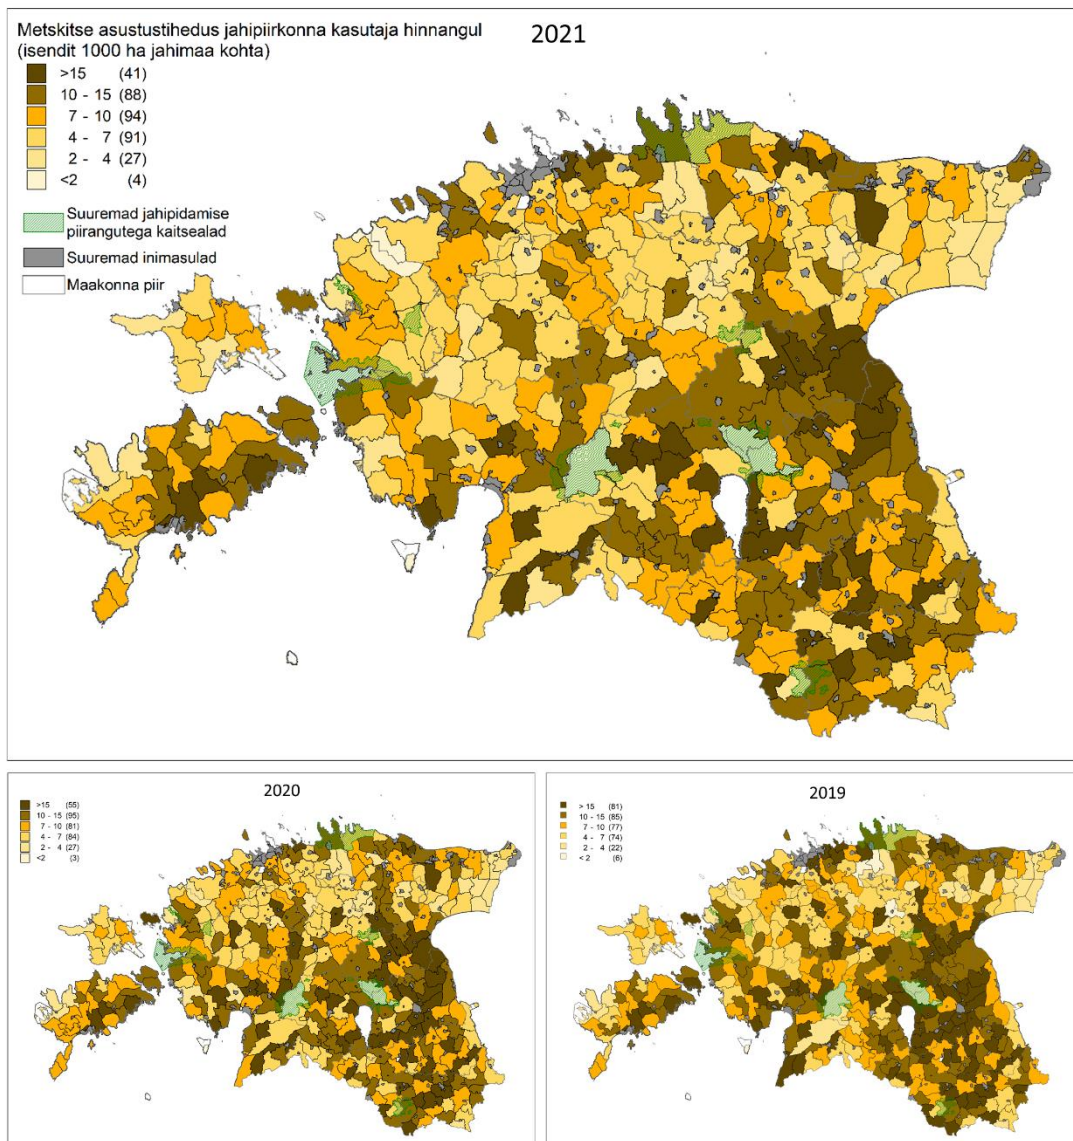 Metskitse asustustihedus jahipiirkonna kasutaja hinnangul
(isendit 1000 ha jahimaa kohta)
2021
>15 (41)
10 - 15 (88)
7 - 10 (94)
4 - 7 (91)
2 - 4 (27)
<2 (4)
Suuremad jahipidamise
piirangutega kaitsealad
Suuremad inimasulad
Maakonna piir
2020
>15 (55)
10 - 15 (95)
7 - 10 (81)
4 - 7 (84)
2 - 4 (27)
<2 (3)
2019
> 15 (81)
10 - 15 (85)
7 - 10 (77)
4 - 7 (74)
2 - 4 (22)
< 2 (6)